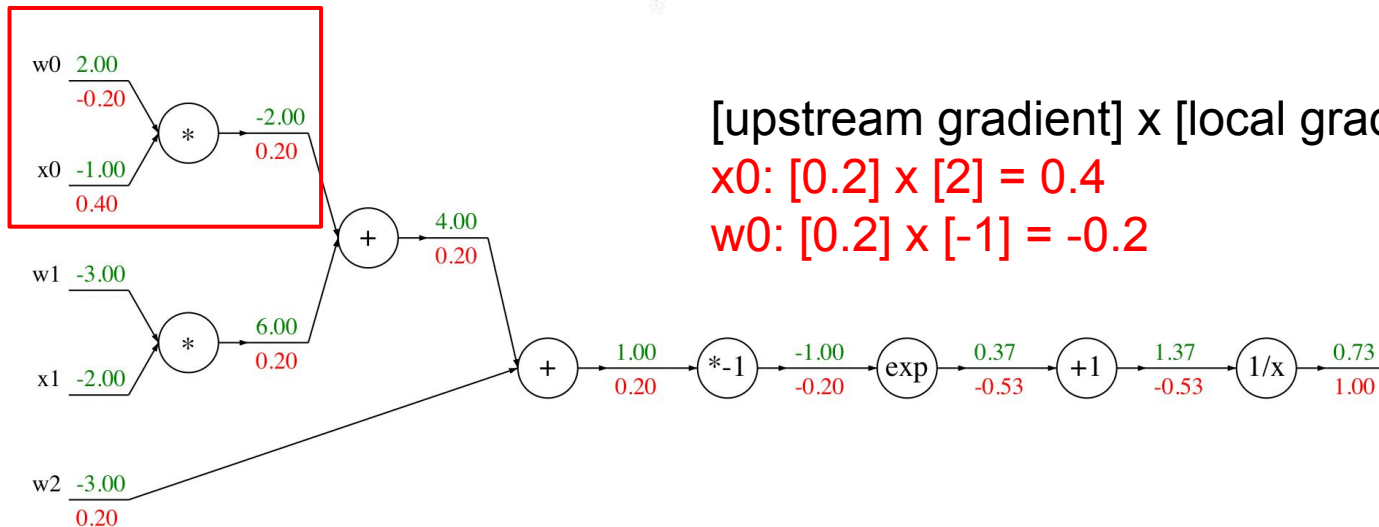 w0 2.00
-0.20
* -2.00
0.20
x0 -1.00
0.40
[upstream gradient] x [local
x0: [0.2] x [2] = 0.4
w0: [0.2] x [-1] = -0.2
+ 4.00
0.20
w1 -3.00
* 6.00
0.20
x1 -2.00
+ 1.00
0.20
*-1 -1.00
-0.20
exp 0.37
-0.53
+1 1.37
-0.53
1/x 0.73
1.00
w2 -3.00
0.20